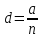 d = a/n